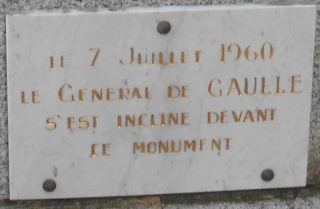 LE 7 JUILLET 1960
LE GENERAL DE GAULLE
S'EST INCLINE DEVANT
CE MONUMENT